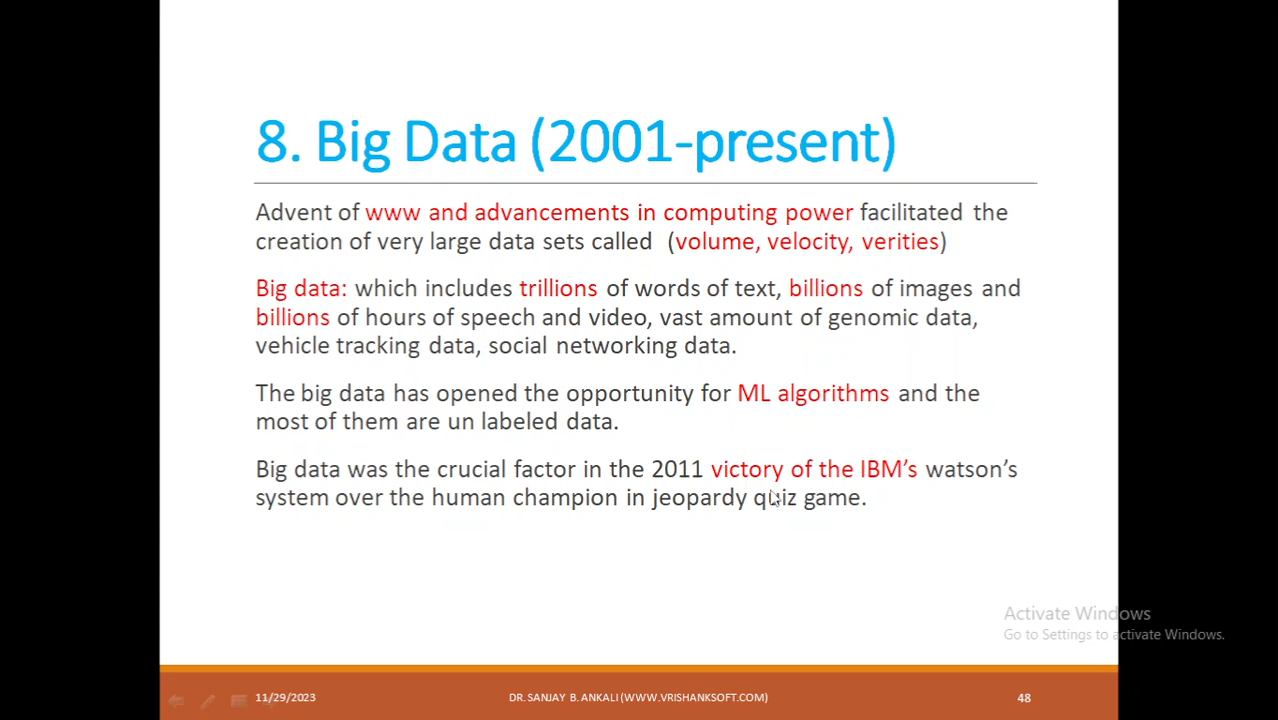 8. Big Data (2001-present)
Advent of www and advancements in computing power facilitated the
creation of very large data sets called (volume, velocity, verities)
Big data: which includes trillions of words of text, billions of images and
billions of hours of speech and video, vast amount of genomic data,
vehicle tracking data, social networking data.
The big data has opened the opportunity for ML algorithms and the
most of them are un labeled data.
Big data was the crucial factor in the 2011 victory of the IBM’s watson’s
system over the human champion in jeopardy quiz game.
Activate Windows
Go to Settings to activate Windows.
11/29/2023 DR. SANJAY B. ANKALI (WWW.VRISHANKSOFT.COM) 48